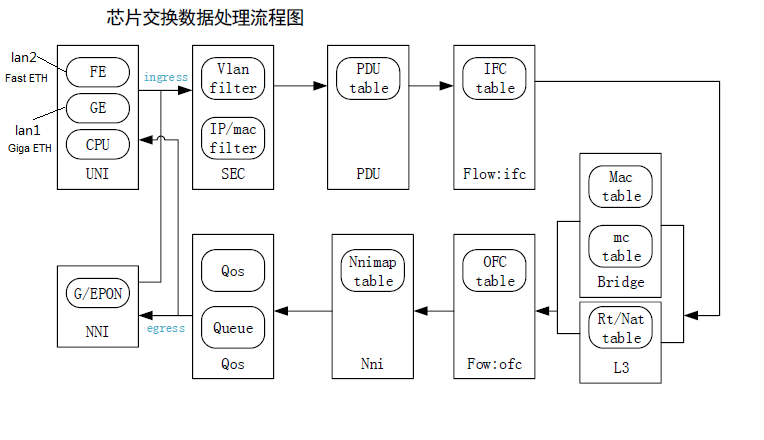 芯片交换数据处理流程图
lan2
Fast ETH
lan1
Giga ETH
FE
GE
CPU
UNI
ingress
Vlan
filter
IP/mac
filter
SEC
PDU
table
PDU
IFC
table
Flow:ifc
Mac
table
mc
table
Bridge
Rt/Nat
table
L3
OFC
table
Fow:ofc
Nnimap
table
Nni
Qos
Queue
Qos
egress
G/EPON
NNI